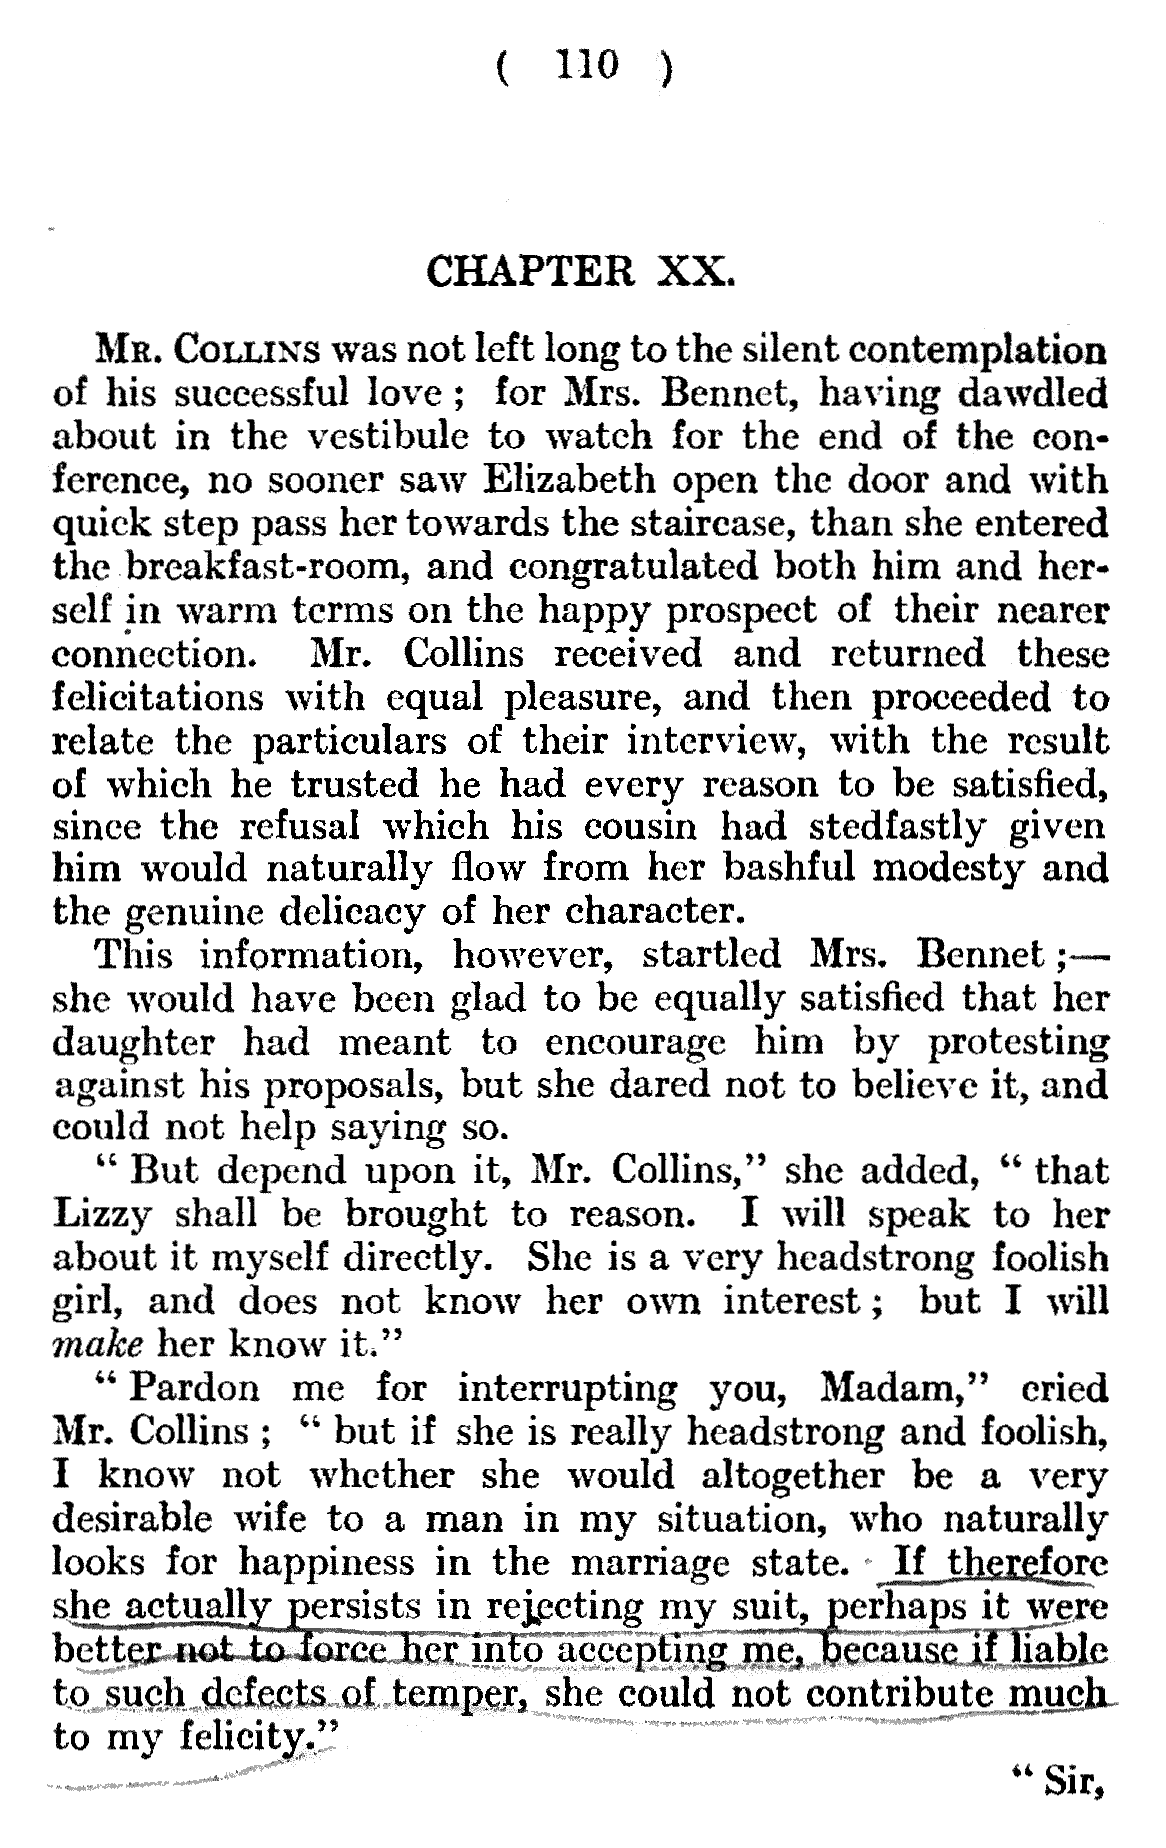 ( 110 )
CHAPTER XX.
MR. COLLINS was not left long to the silent contemplation
of his successful love ; for Mrs. Bennet, having dawdled
about in the vestibule to watch for the end of the con-
ference, no sooner saw Elizabeth open the door and with
quick step pass her towards the staircase, than she entered
the breakfast-room, and congratulated both him and her-
self in warm terms on the happy prospect of their nearer
connection. Mr. Collins received and returned these
felicitations with equal pleasure, and then proceeded to
relate the particulars of their interview, with the result
of which he trusted he had every reason to be satisfied,
since the refusal which his cousin had stedfastly given
him would naturally flow from her bashful modesty and
the genuine delicacy of her character.
This information, however, startled Mrs. Bennet ;—
she would have been glad to be equally satisfied that her
daughter had meant to encourage him by protesting
against his proposals, but she dared not to believe it, and
could not help saying so.
“ But depend upon it, Mr. Collins,” she added, “ that
Lizzy shall be brought to reason. I will speak to her
about it myself directly. She is a very headstrong foolish
girl, and does not know her own interest ; but I will
make her know it.”
“ Pardon me for interrupting you, Madam,” cried
Mr. Collins ; “ but if she is really headstrong and foolish,
I know not whether she would altogether be a very
desirable wife to a man in my situation, who naturally
looks for happiness in the marriage state. If therefore
she actually persists in rejecting my suit, perhaps it were
better not to force her into accepting me, because if liable
to such defects of temper, she could not contribute much
to my felicity.”
“ Sir,